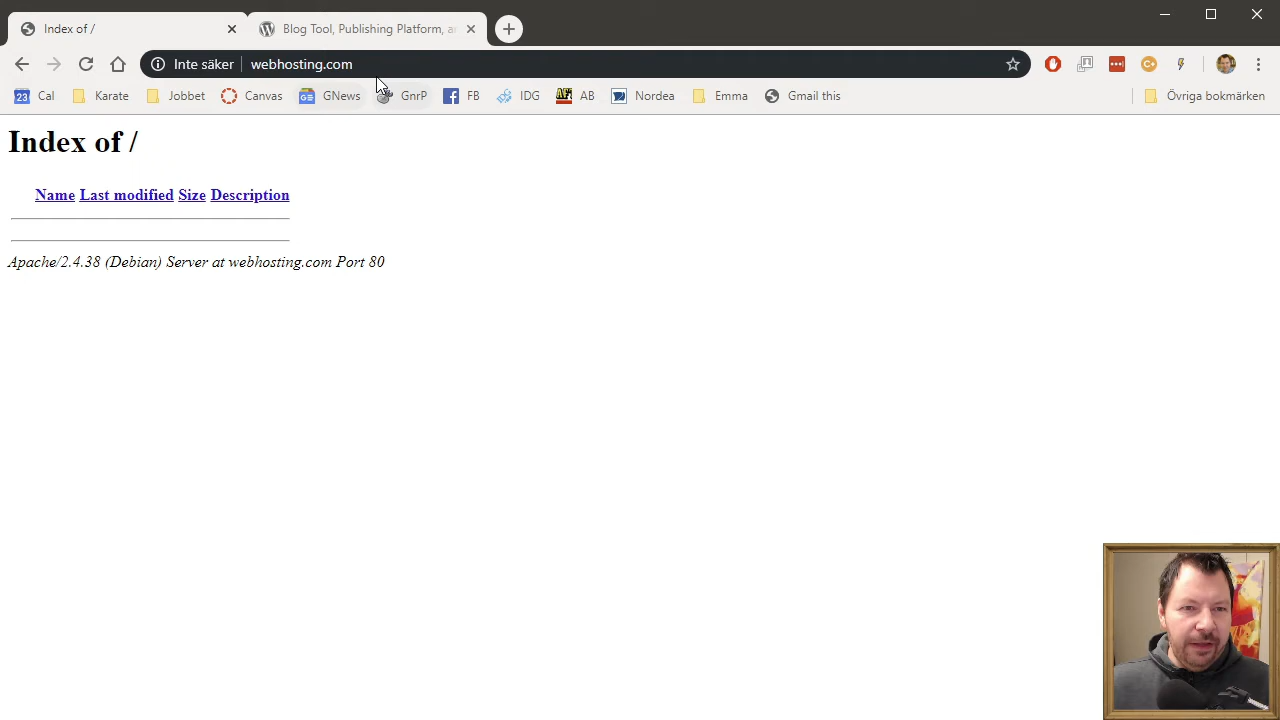 Index of /
Blog Tool, Publishing Platform, a
Inte säker
webhosting.com
23 Cal
Karate
Jobbet
Canvas
GNews
GnrP
FB
IDG
AB
Nordea
Emma
Gmail this
Övriga bokmärken
Index of /
Name Last modified Size Description
Apache/2.4.38 (Debian) Server at webhosting.com Port 80